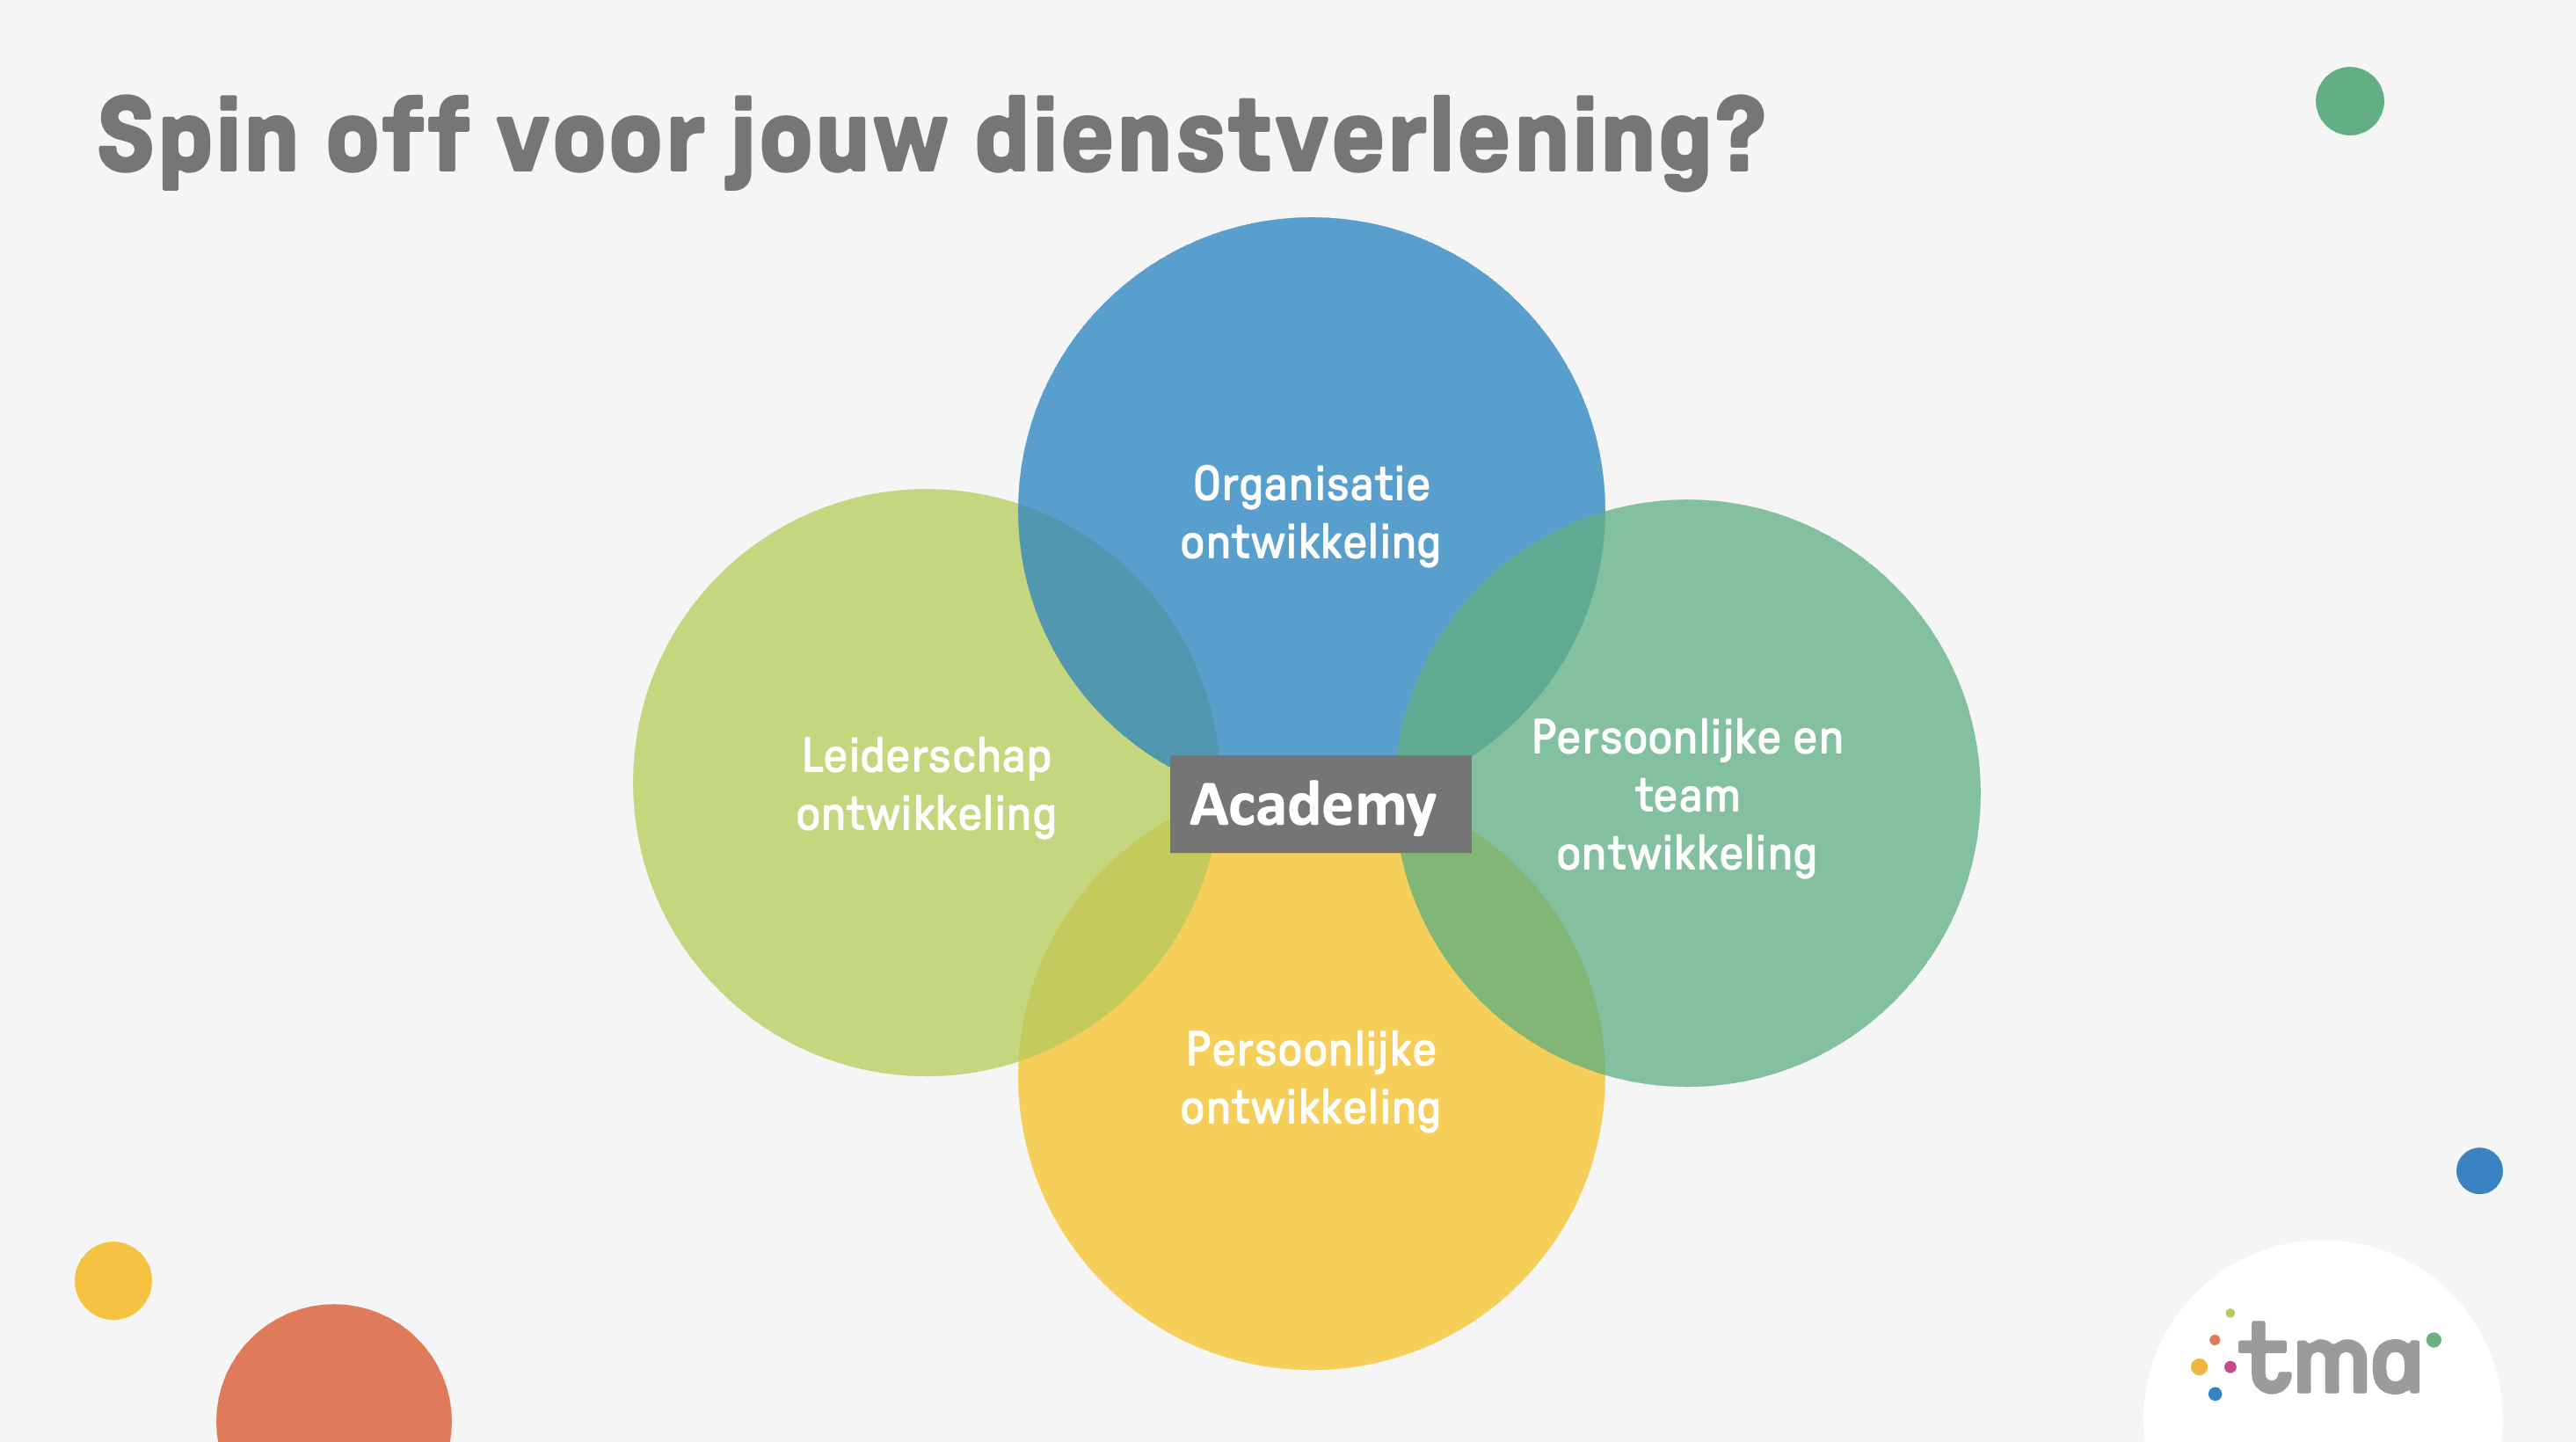 Spin off voor jouw dienstverlening?
Organisatie
ontwikkeling
Leiderschap
ontwikkeling
Academy
Persoonlijke en
team
ontwikkeling
Persoonlijke
ontwikkeling
tma